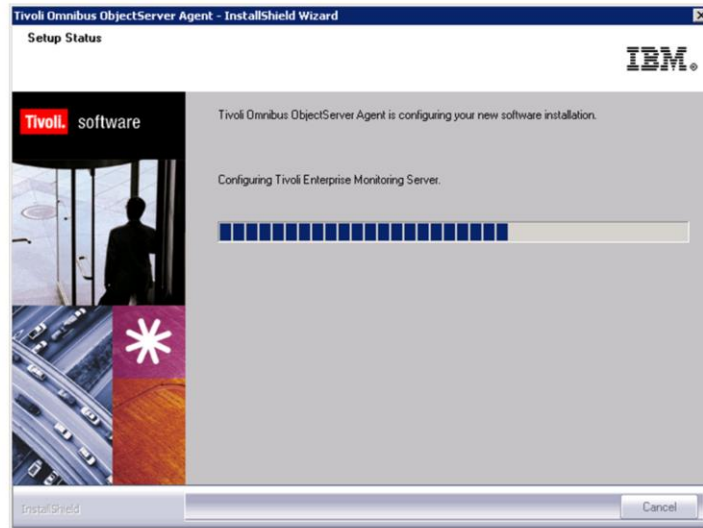 Tivoli Omnibus ObjectServer Agent - InstallShield Wizard
Setup Status
IBM®
Tivoli. software
Tivoli Omnibus ObjectServer Agent is configuring your new software installation.
Configuring Tivoli Enterprise Monitoring Server.
InstallShield
Cancel